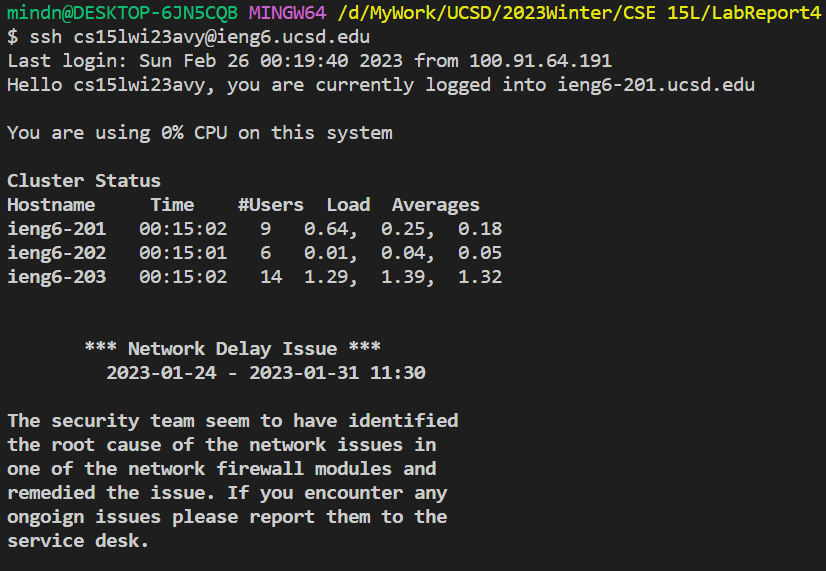 mindn@DESKTOP-6JN5CQB MINGW64 /d/MyWork/UCSD/2023Winter/CSE 15L/LabReport4
$ ssh cs15lwi23avy@ieng6.ucsd.edu
Last login: Sun Feb 26 00:19:40 2023 from 100.91.64.191
Hello cs15lwi23avy, you are currently logged into ieng6-201.ucsd.edu
You are using 0% CPU on this system
Cluster Status
Hostname     Time    #Users  Load  Averages
ieng6-201   00:15:02   9   0.64,  0.25,  0.18
ieng6-202   00:15:01   6   0.01,  0.04,  0.05
ieng6-203   00:15:02   14  1.29,  1.39,  1.32
*** Network Delay Issue ***
2023-01-24 - 2023-01-31 11:30
The security team seem to have identified
the root cause of the network issues in
one of the network firewall modules and
remedied the issue. If you encounter any
ongoign issues please report them to the
service desk.